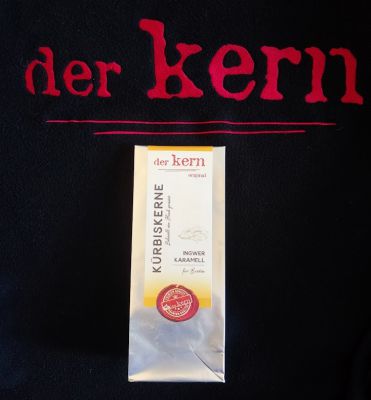 der kern
der kern
original
KÜRBISKERNE
INGWER
KARAMELL